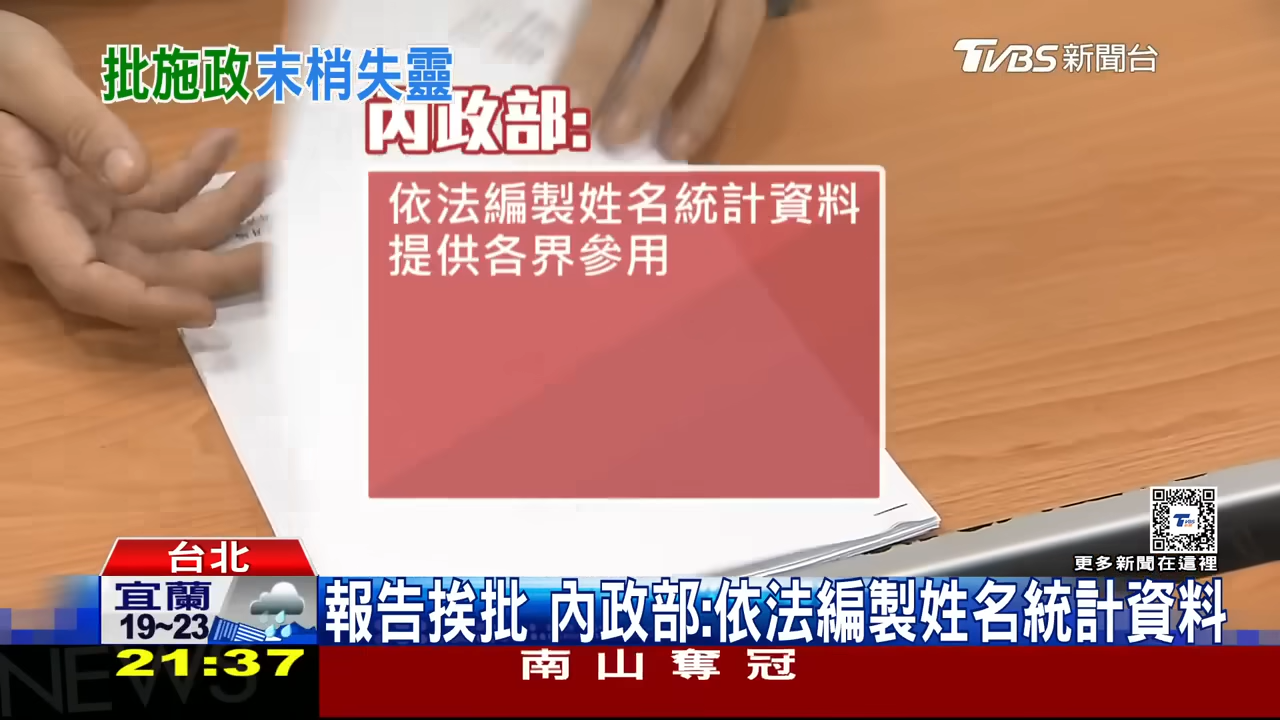 批施政末梢失靈
TVBS新聞台
內政部:
依法編製姓名統計資料
提供各界參用
更多新聞在這裡
台北
宜蘭
19~23
報告挨批 內政部:依法編製姓名統計資料
21:37
南山奪冠
NEWS